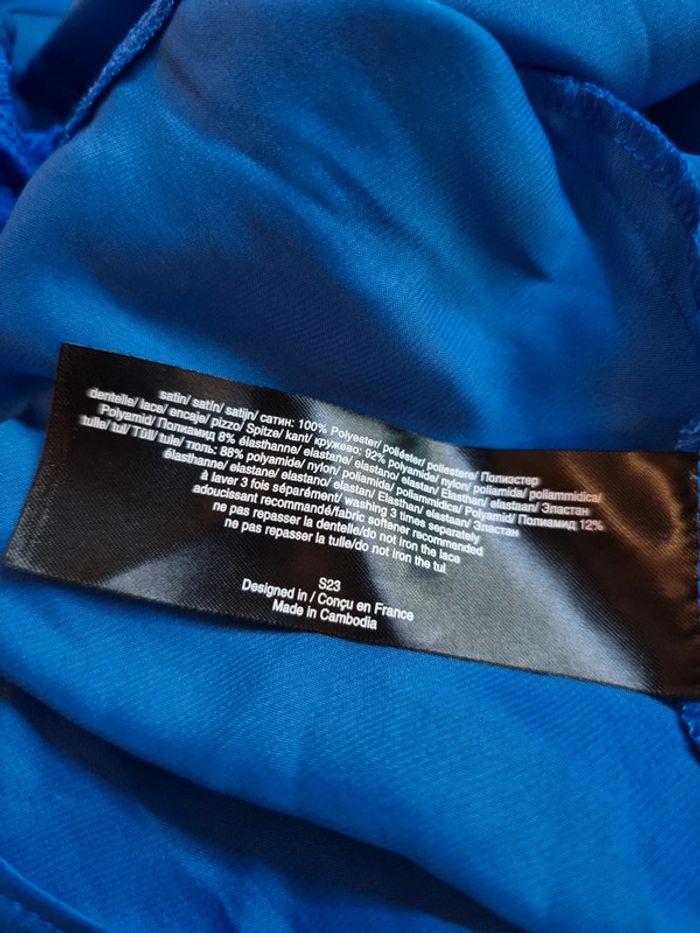 satin/ satín/ satijn/ сатин: 100% Polyester/ poliéster/ poliestere/ Полиэстер
dentelle/ lace/ encaje/ pizzo/ Spitze/ kant/ кружево: 92% polyamide/ nylon/ poliamida/ poliammidica/
Polyamid/ Полиамид 8% élasthanne/ elastane/ elastano/ elastan/ Elasthan/ elastaan/ Эластан
tulle/ tul/ Tüll/ tule/ тюль: 88% polyamide/ nylon/ poliamida/ poliammidica/ Polyamid/ Полиамид 12%
élasthanne/ elastane/ elastano/ elastan/ Elasthan/ elastaan/ Эластан
à laver 3 fois séparément/ washing 3 times separately
adoucissant recommandé/fabric softener recommended
ne pas repasser la dentelle/do not iron the lace
ne pas repasser la tulle/do not iron the tul
S23
Designed in / Conçu en France
Made in Cambodia